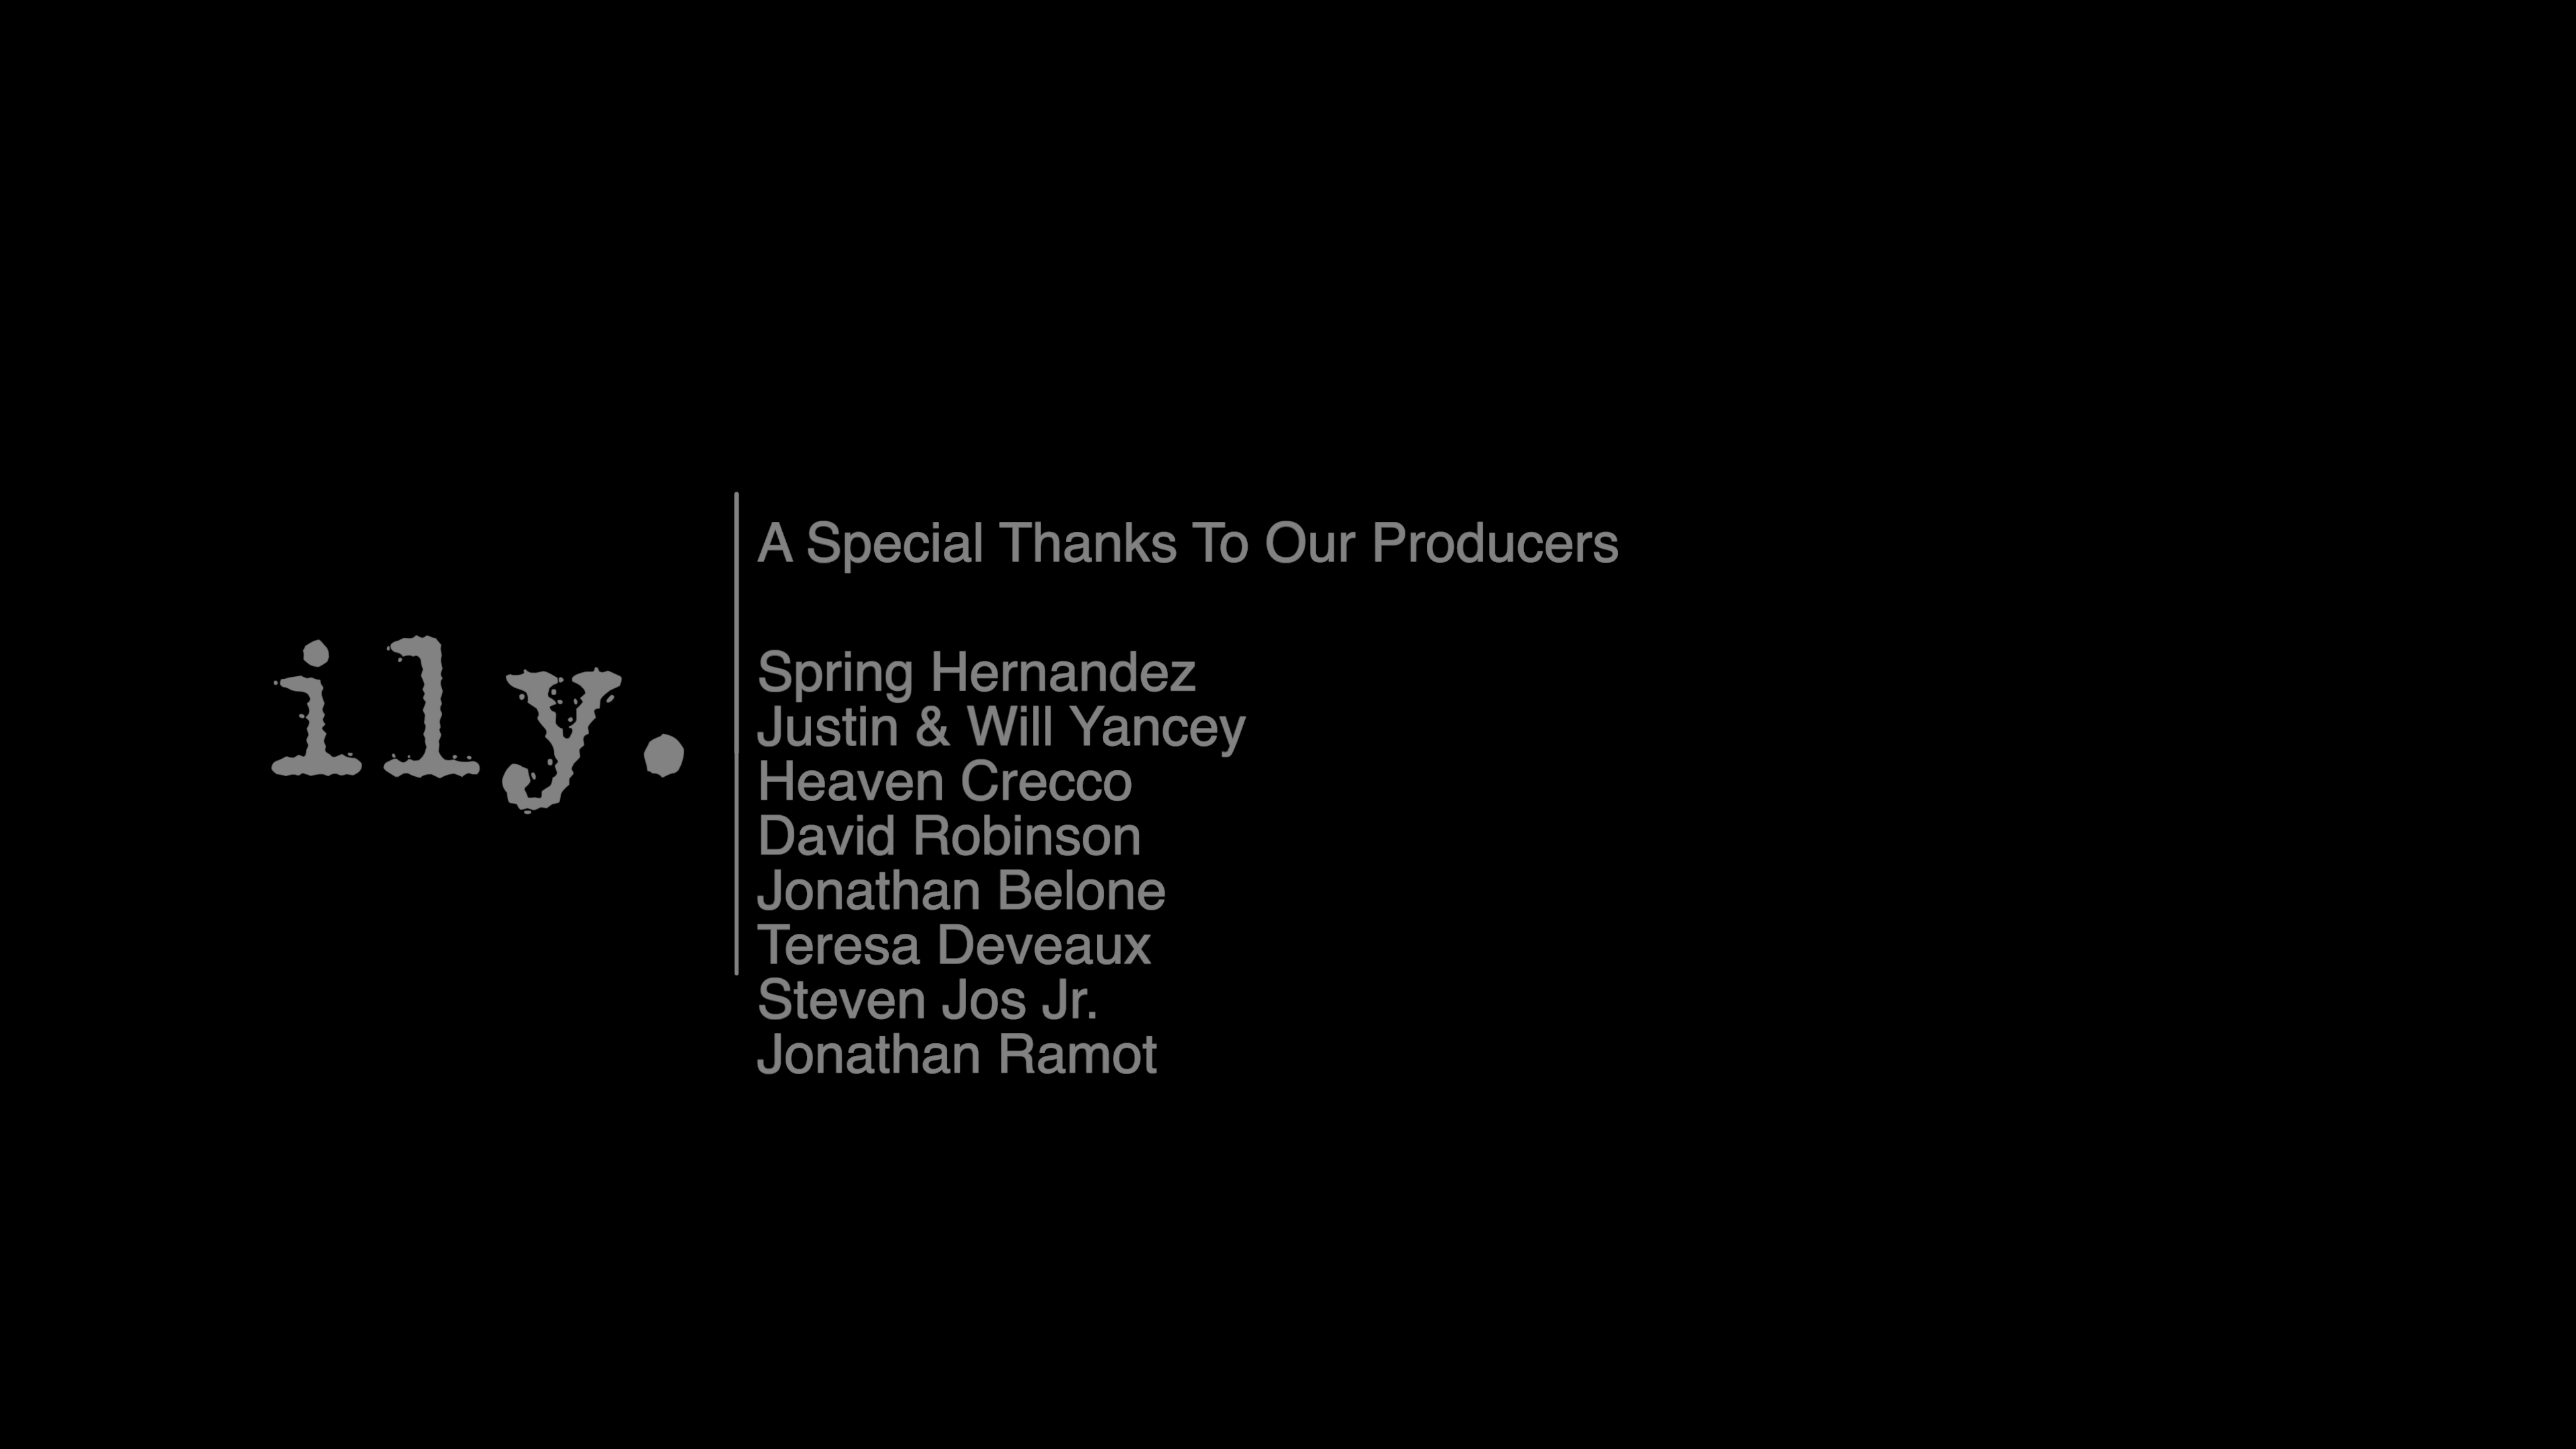 ily.
A Special Thanks To Our Producers
Spring Hernandez
Justin & Will Yancey
Heaven Crecco
David Robinson
Jonathan Belone
Teresa Deveaux
Steven Jos Jr.
Jonathan Ramot